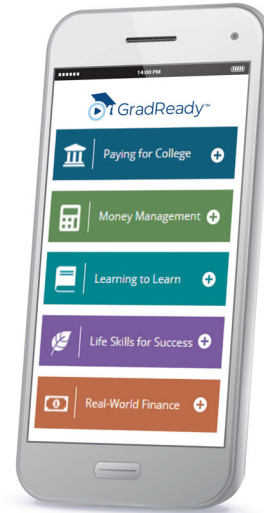 14:00 PM
GradReady™
Paying for College
Money Management
Learning to Learn
Life Skills for Success
Real-World Finance